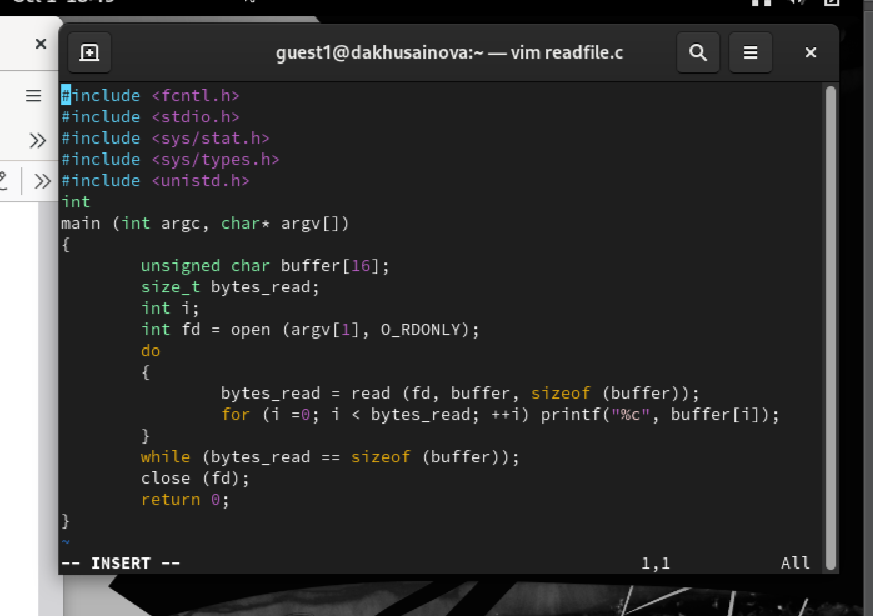 guest1@dakhusainova:~ — vim readfile.c
#include <fcntl.h>
#include <stdio.h>
#include <sys/stat.h>
#include <sys/types.h>
#include <unistd.h>
int
main (int argc, char* argv[])
{
        unsigned char buffer[16];
        size_t bytes_read;
        int i;
        int fd = open (argv[1], O_RDONLY);
        do
        {
                bytes_read = read (fd, buffer, sizeof (buffer));
                for (i =0; i < bytes_read; ++i) printf("%c", buffer[i]);
        }
        while (bytes_read == sizeof (buffer));
        close (fd);
        return 0;
}
~
-- INSERT -- 1,1 All